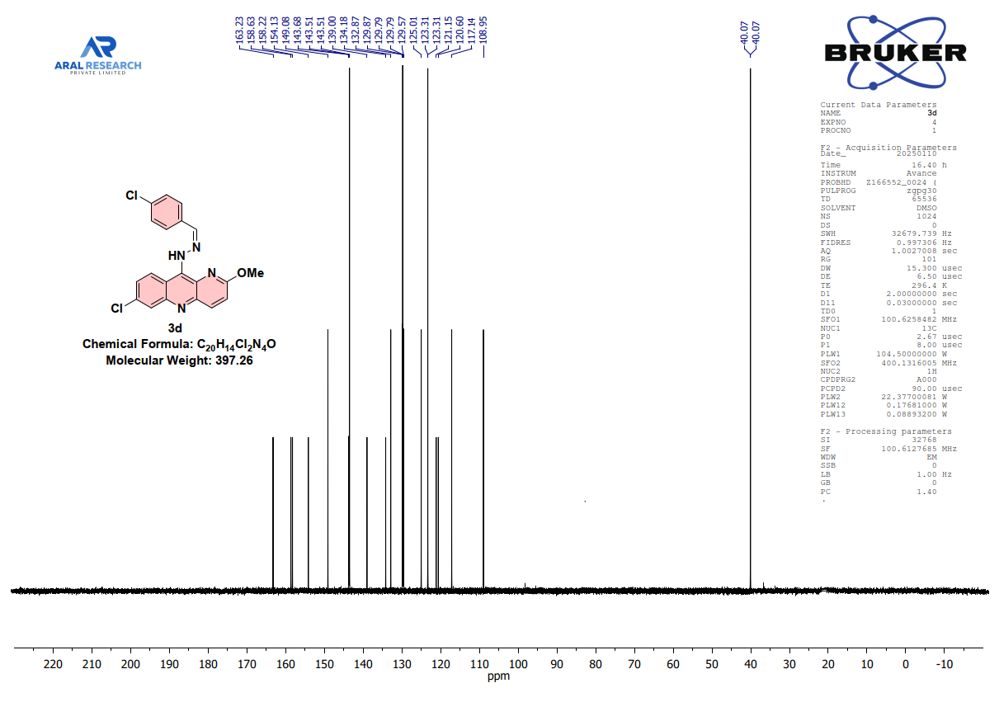 163.23
158.63
158.22
154.13
149.08
143.68
143.51
143.51
139.00
134.18
132.87
129.87
129.79
129.79
129.57
125.01
123.31
123.31
121.15
120.60
117.14
108.95
40.07
40.07
AR
ARAL RESEARCH
PRIVATE LIMITED
BRUKER
Current Data Parameters
NAME 3d
EXPNO 4
PROCNO 1
F2 - Acquisition Parameters
Date_ 20250110
Time 16.40 h
INSTRUM Avance
PROBHD Z166552_0024 (
PULPROG zgpg30
TD 65536
SOLVENT DMSO
NS 1024
DS 0
SWH 32679.739 Hz
FIDRES 0.997306 Hz
AQ 1.0027008 sec
RG 101
DW 15.300 usec
DE 6.50 usec
TE 296.4 K
D1 2.00000000 sec
D11 0.03000000 sec
TD0 1
SFO1 100.6258482 MHz
NUC1 13C
P0 2.67 usec
P1 8.00 usec
PLW1 104.50000000 W
SFO2 400.1316005 MHz
NUC2 1H
CPDPRG2 A000
PCPD2 90.00 usec
PLW2 22.37700081 W
PLW12 0.17681000 W
PLW13 0.08893200 W
F2 - Processing parameters
SI 32768
SF 100.6127685 MHz
WDW EM
SSB 0
LB 1.00 Hz
GB 0
PC 1.40
Cl
N
HN
N OMe
Cl N
3d
Chemical Formula: C₂₀H₁₄Cl₂N₄O
Molecular Weight: 397.26
220 210 200 190 180 170 160 150 140 130 120 110 100 90 80 70 60 50 40 30 20 10 0 -10
ppm